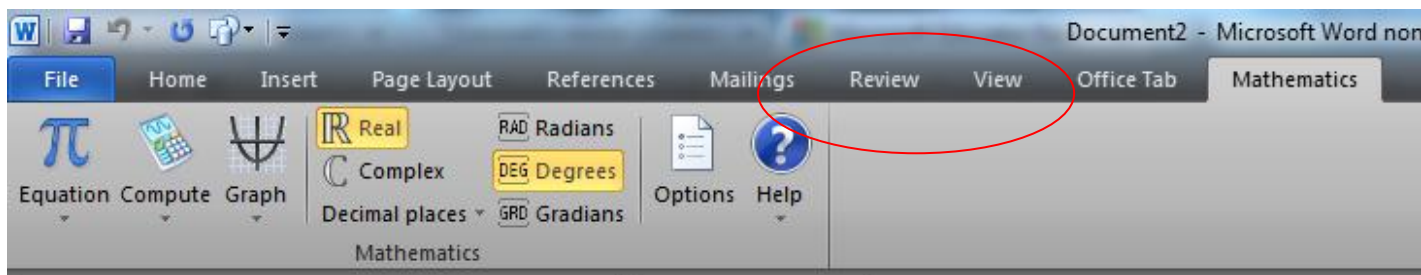 W
Document2 - Microsoft Word non
File Home Insert Page Layout References Mailings Review View Office Tab Mathematics
π ℝ Real RAD Radians ?
ℂ Complex DEG Degrees
Equation Compute Graph Decimal places GRD Gradians Options Help
Mathematics